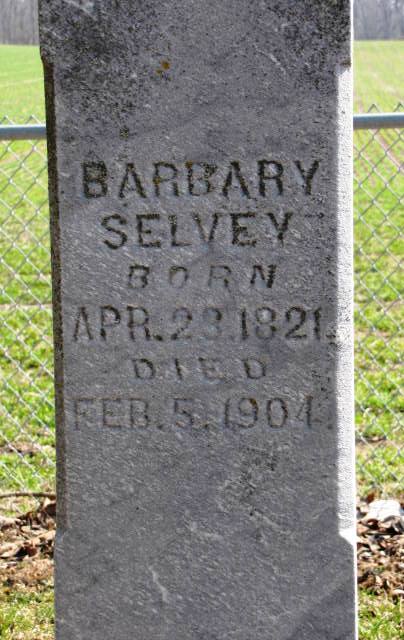 BARBARY
SELVEY
BORN
APR. 23. 1821.
DIED
FEB. 5. 1904.